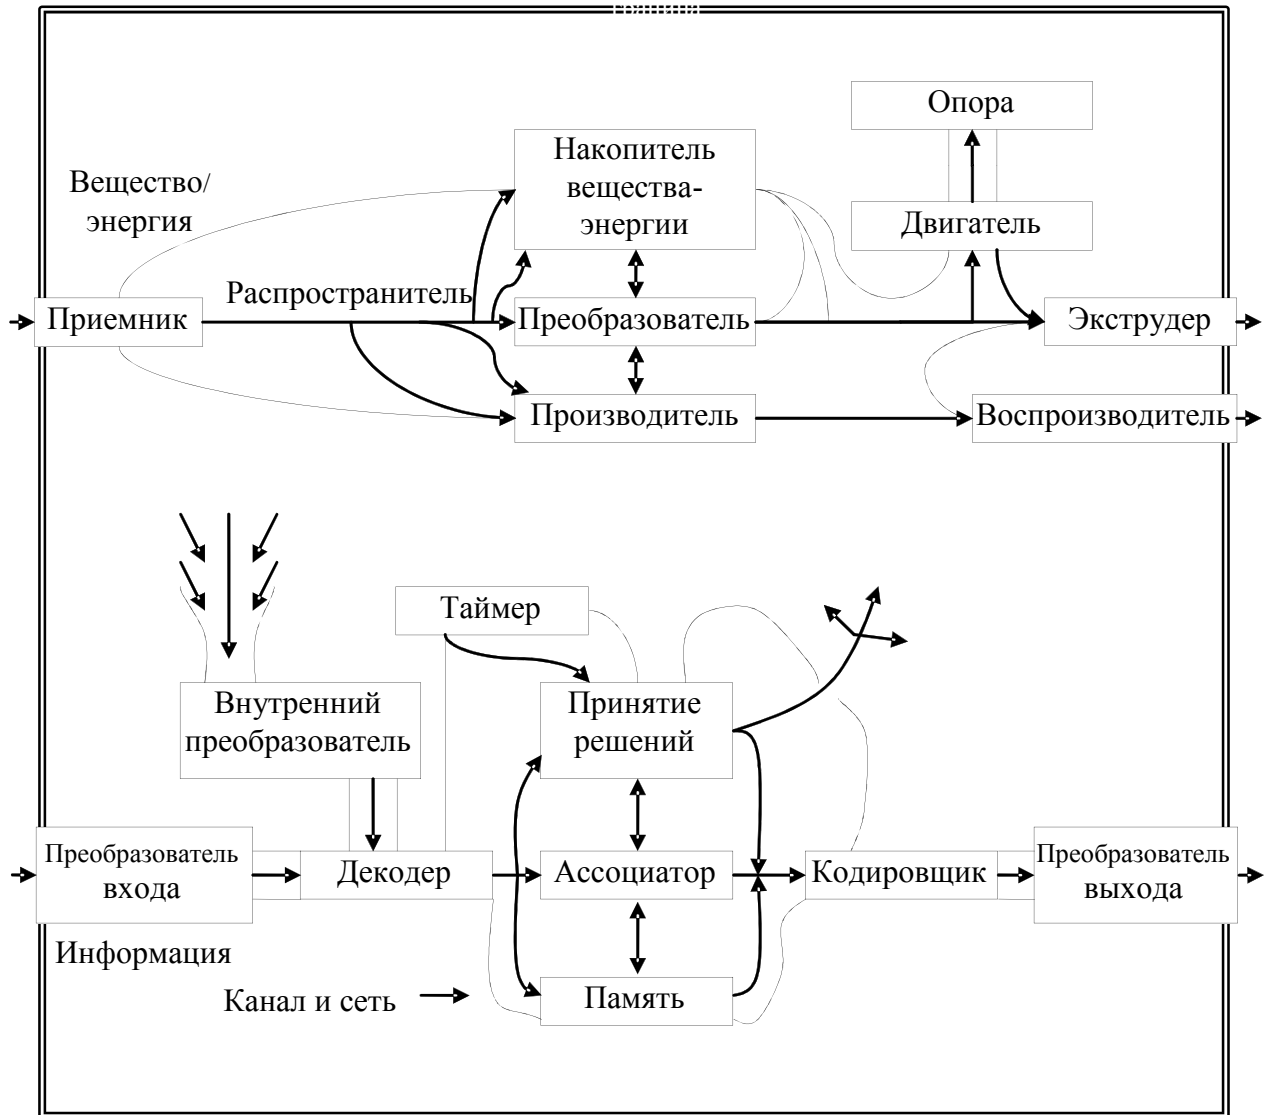 Опора
Накопитель
вещества-
энергии
Вещество/
энергия
Двигатель
Распространитель
Приемник
Преобразователь
Экструдер
Производитель
Воспроизводитель
Таймер
Внутренний
преобразователь
Принятие
решений
Преобразователь
входа
Декодер
Ассоциатор
Кодировщик
Преобразователь
выхода
Информация
Канал и сеть
Память